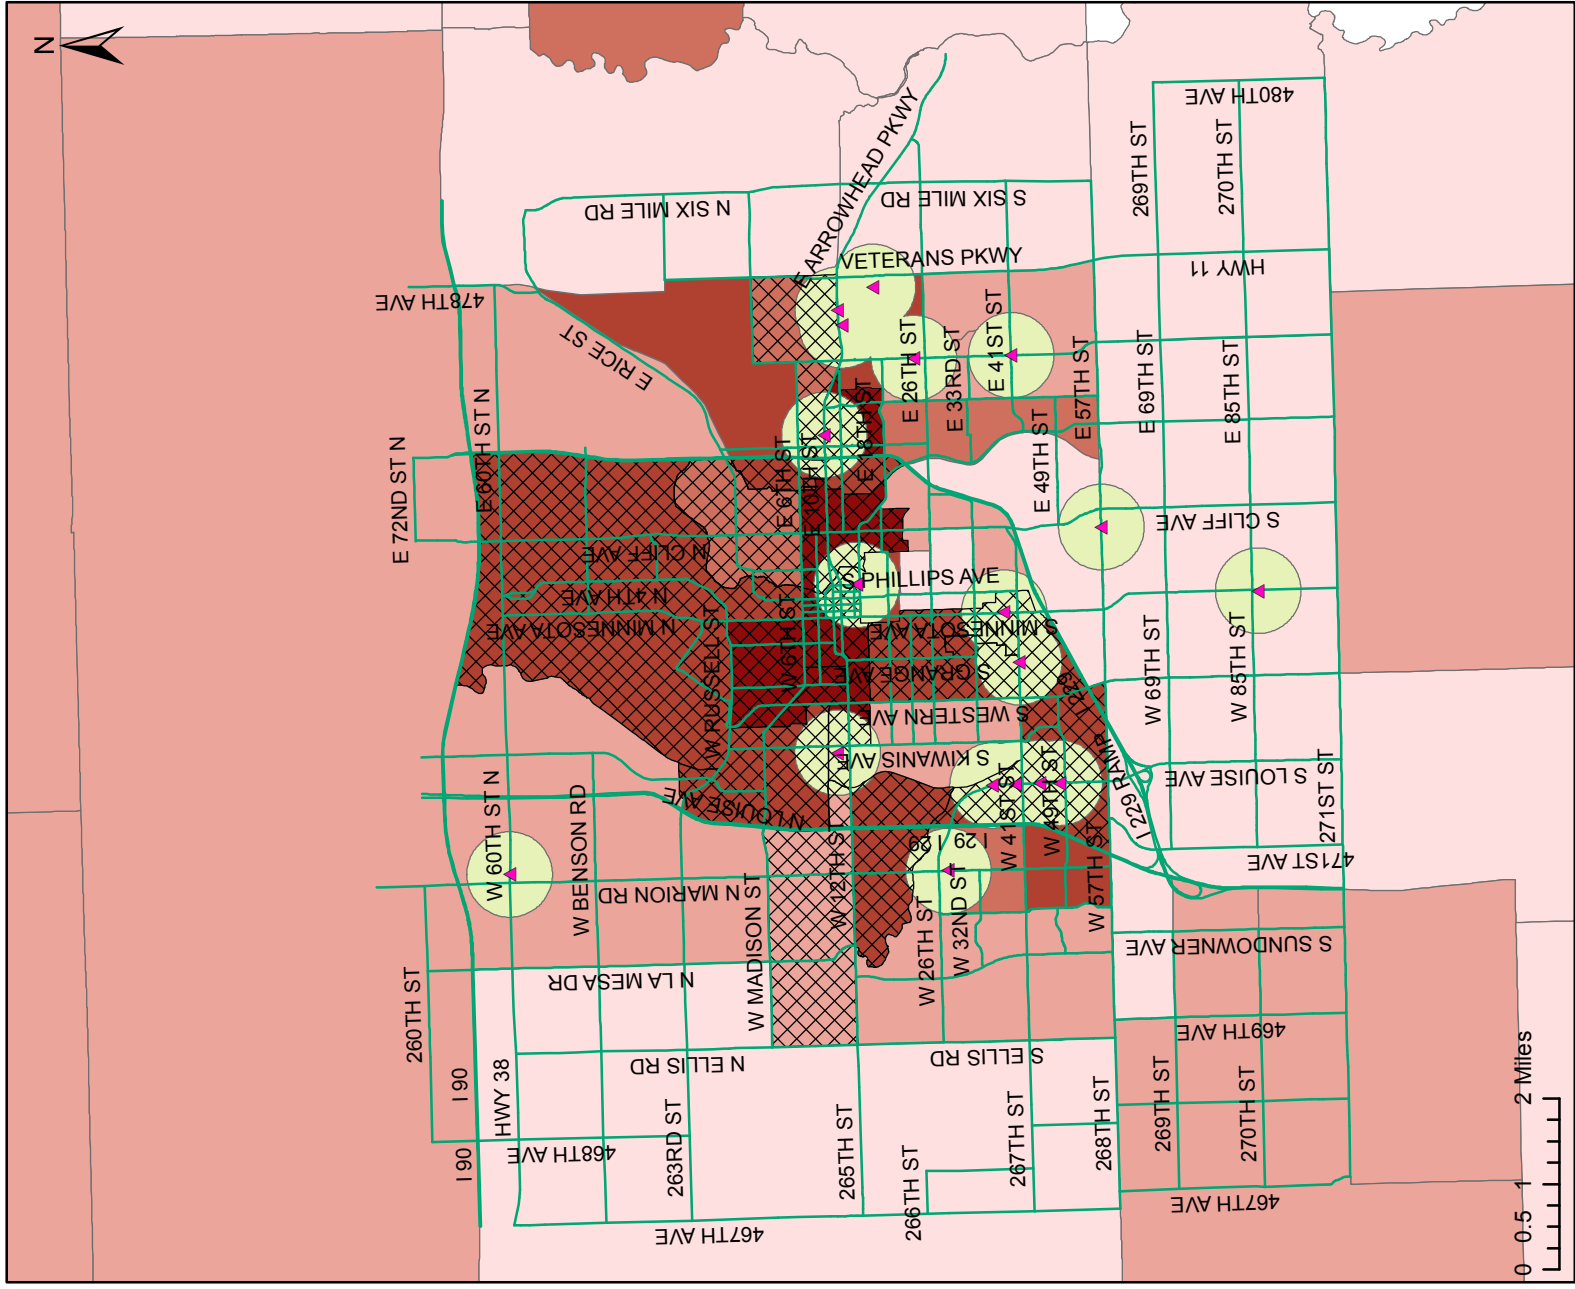 N
480TH AVE
269TH ST
270TH ST
E ARROWHEAD PKWY
N SIX MILE RD
S SIX MILE RD
VETERANS PKWY
HWY 11
478TH AVE
E RICE ST
E 26TH ST
E 33RD ST
E 41ST ST
E 57TH ST
E 69TH ST
E 85TH ST
E 72ND ST N
E 60TH ST N
E 6TH ST
E 10TH ST
E 18TH ST
E 49TH ST
N CLIFF AVE
S CLIFF AVE
N 4TH AVE
S PHILLIPS AVE
N MINNESOTA AVE
S MINNESOTA AVE
W RUSSELL ST
W 6TH ST
S GRANGE AVE
I 229
W 69TH ST
W 85TH ST
S WESTERN AVE
S KIWANIS AVE
N LOUISE AVE
W 41ST ST
W 49TH ST
I 229 RAMP
I 229
S LOUISE AVE
271ST ST
W 60TH ST N
W BENSON RD
N MARION RD
W MADISON ST
W 12TH ST
I 29
I 29
W 26TH ST
W 32ND ST
W 57TH ST
471ST AVE
260TH ST
N LA MESA DR
S SUNDOWNER AVE
I 90
HWY 38
N ELLIS RD
S ELLIS RD
469TH AVE
I 90
468TH AVE
263RD ST
265TH ST
266TH ST
267TH ST
268TH ST
269TH ST
270TH ST
467TH AVE
467TH AVE
0 0.5 1 2 Miles